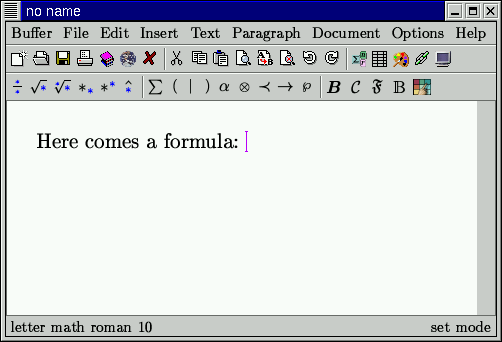 no name
Buffer File Edit Insert Text Paragraph Document Options Help
∑ ( | ) α ⊗ ≺ → ℘ B C F B
Here comes a formula:
letter math roman 10 set mode